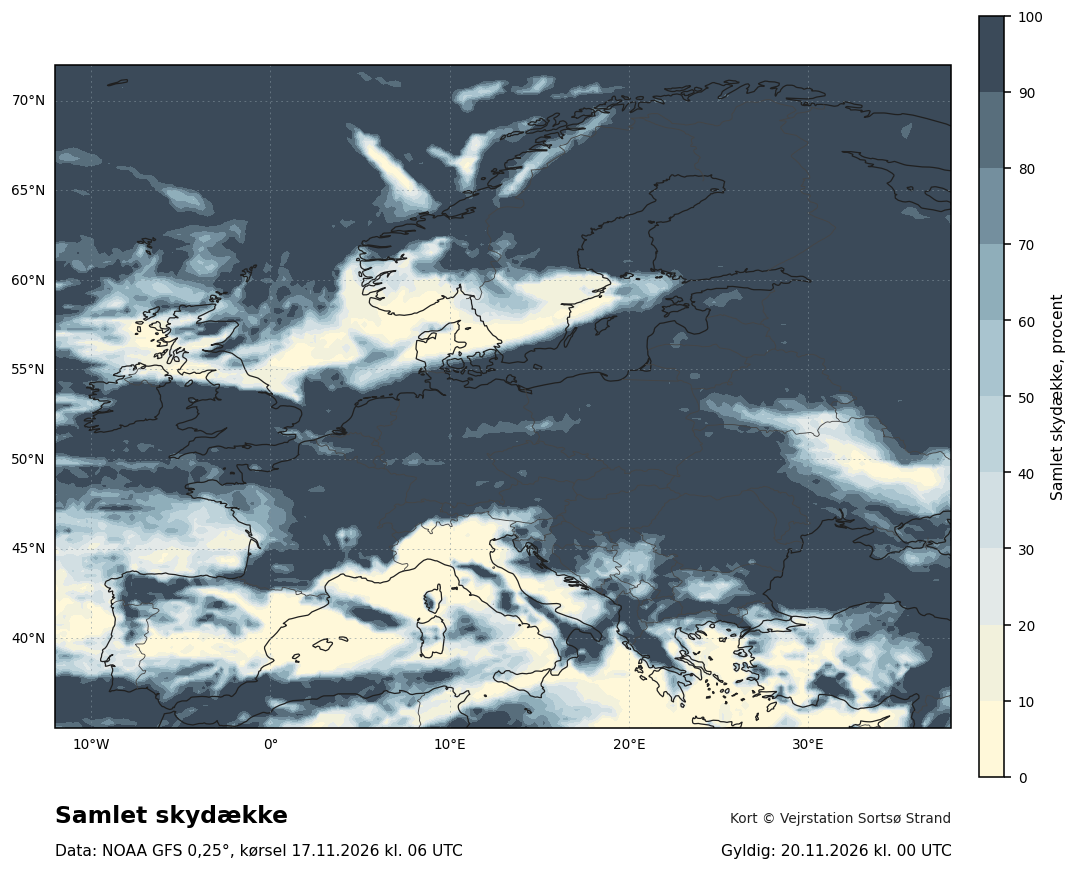 100
90
80
70
60
50
40
30
20
10
0
Samlet skydække, procent
70°N
65°N
60°N
55°N
50°N
45°N
40°N
10°W 0° 10°E 20°E 30°E
Samlet skydække
Kort © Vejrstation Sortsø Strand
Data: NOAA GFS 0,25°, kørsel 17.11.2026 kl. 06 UTC
Gyldig: 20.11.2026 kl. 00 UTC